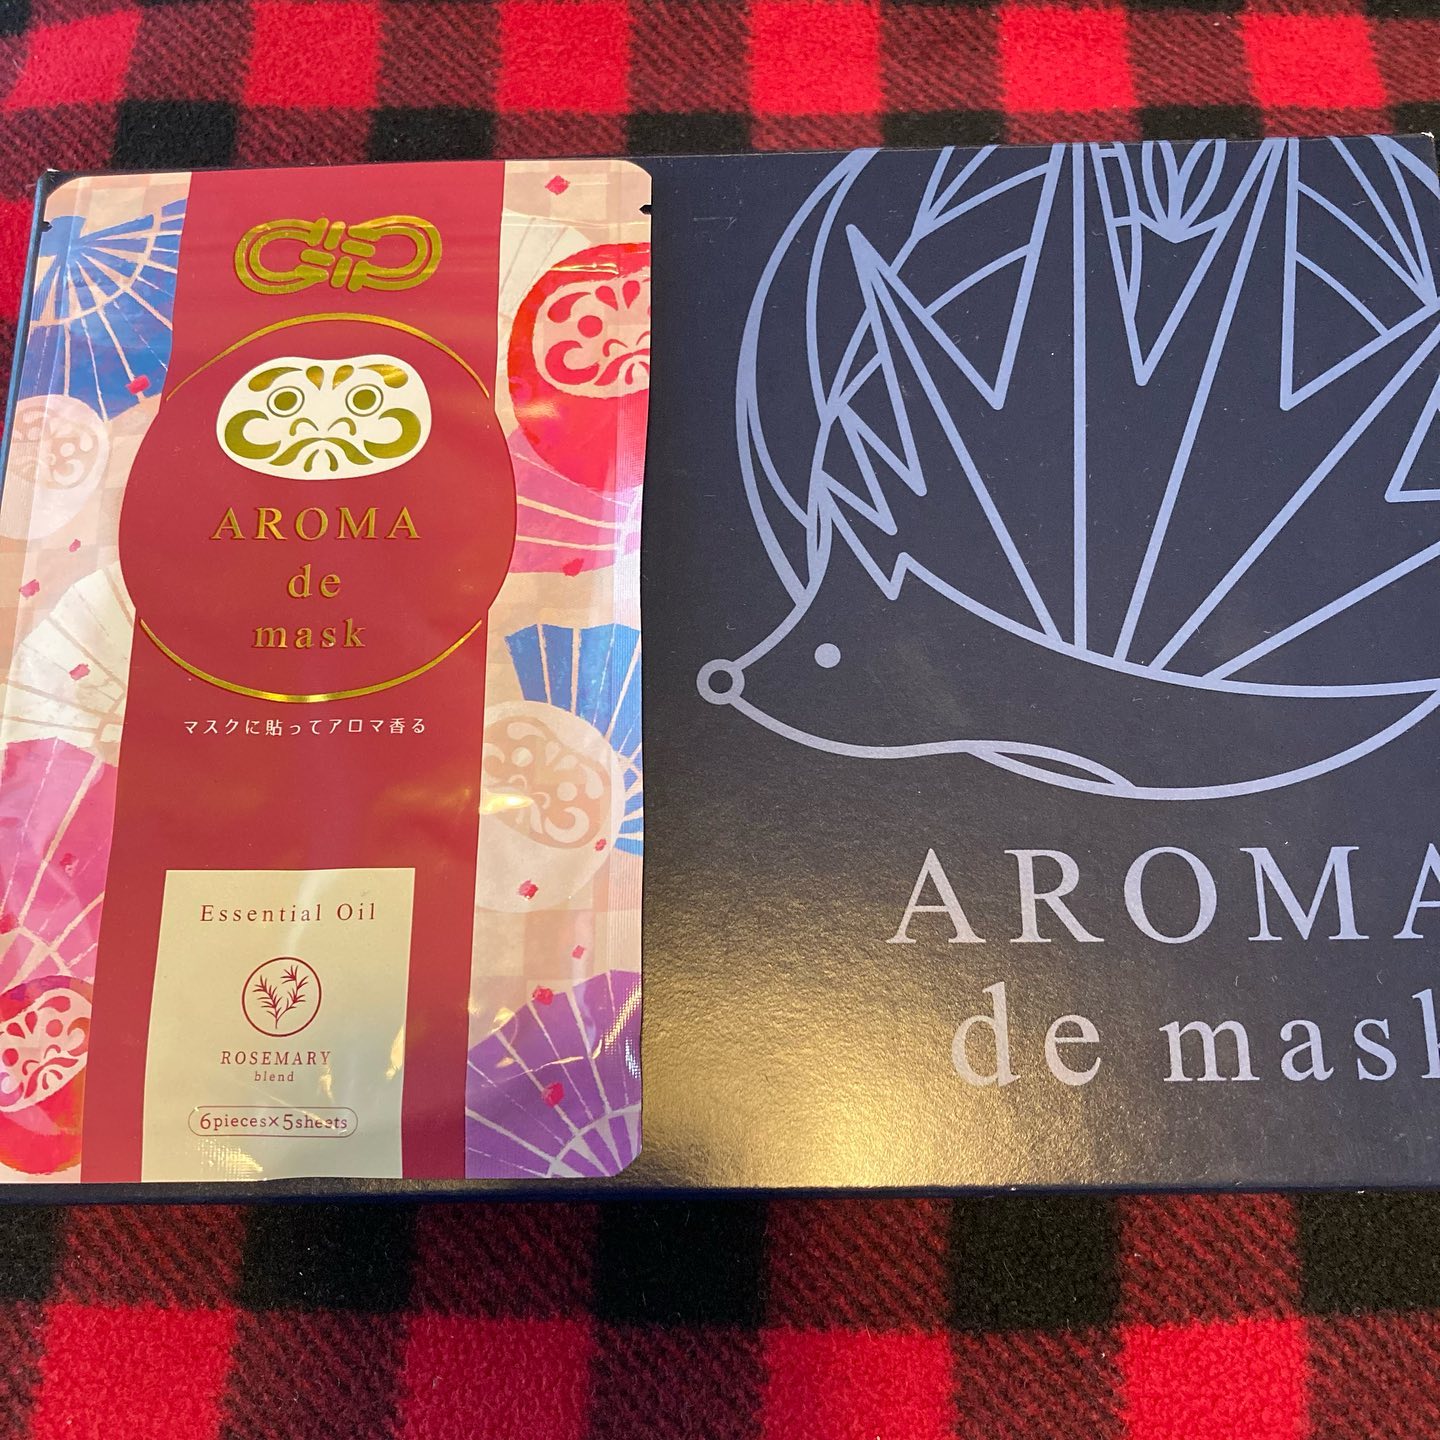 AROMA
de
mask
マスクに貼ってアロマ香る
Essential Oil
ROSEMARY
blend
6pieces×5sheets
AROMA
de mask